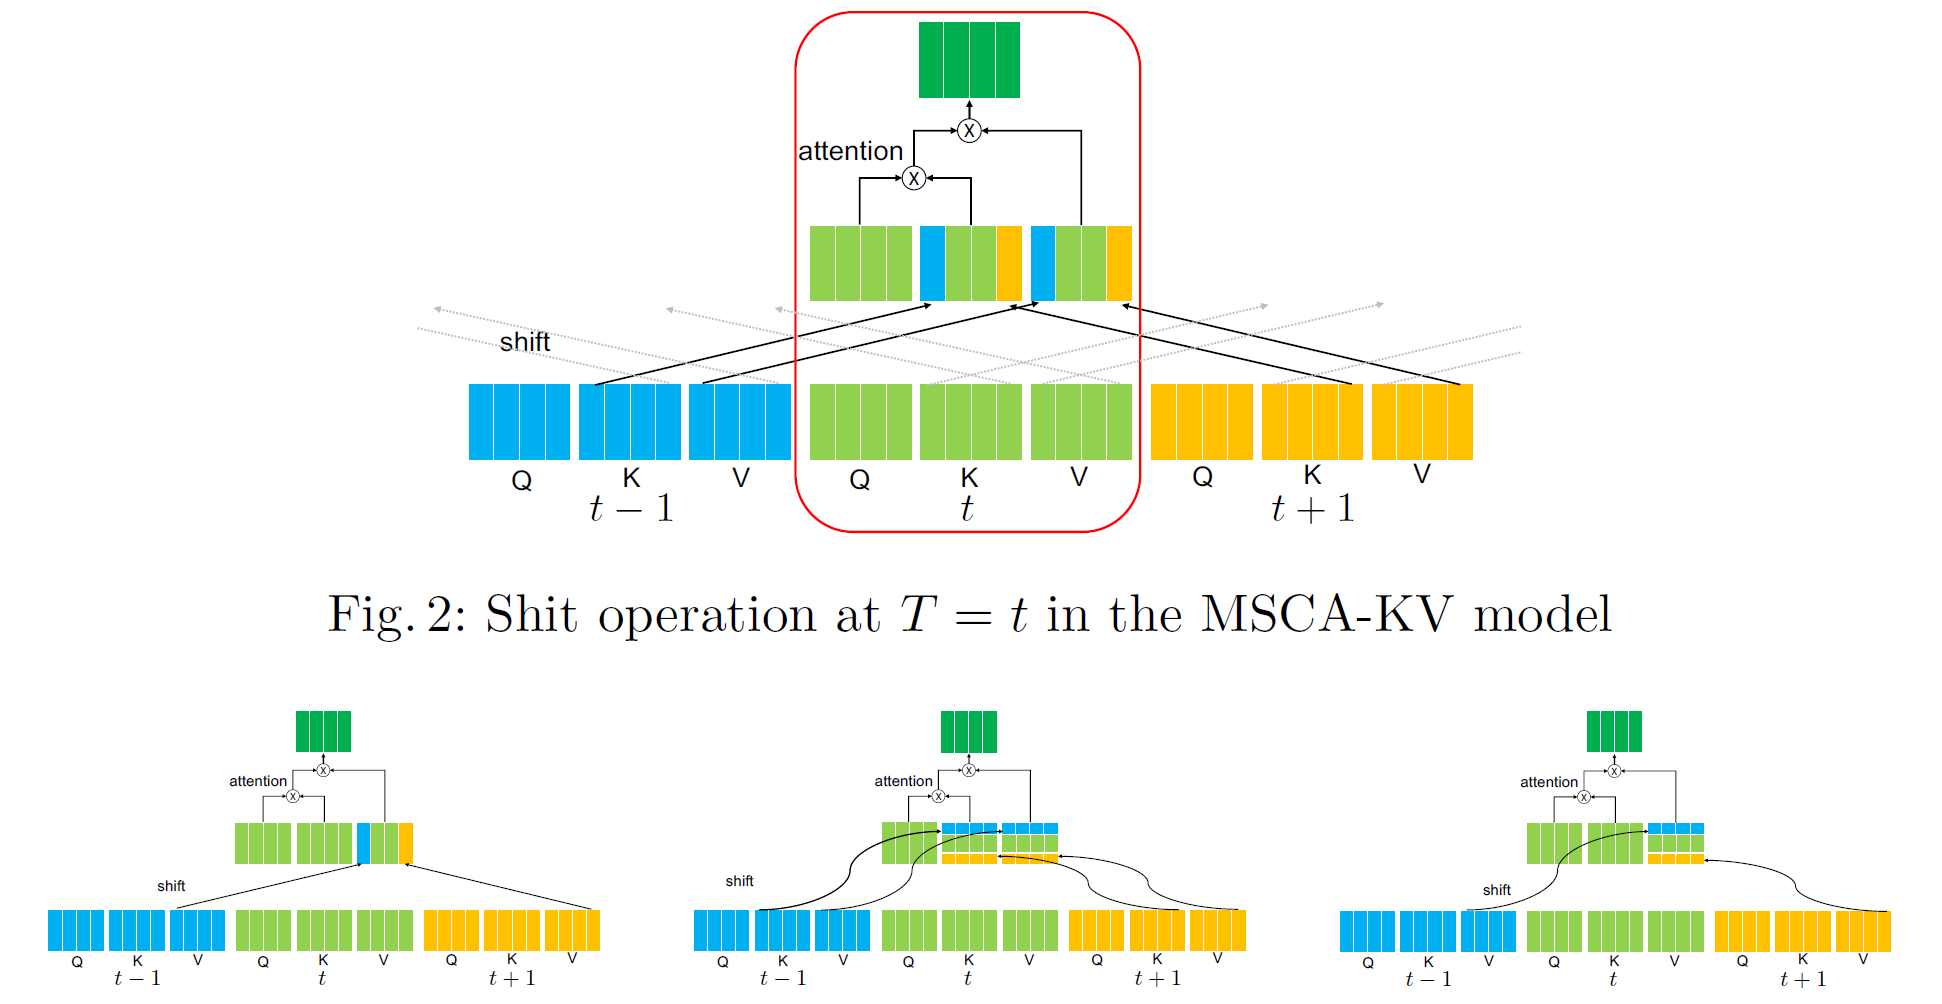 attention
X
X
shift
Q K V Q K V Q K V
t − 1 t t + 1
Fig. 2: Shit operation at T = t in the MSCA-KV model
attention
X
X
shift
Q K V Q K V Q K V
t − 1 t t + 1
attention
X
X
shift
Q K V Q K V Q K V
t − 1 t t + 1
attention
X
X
shift
Q K V Q K V Q K V
t − 1 t t + 1